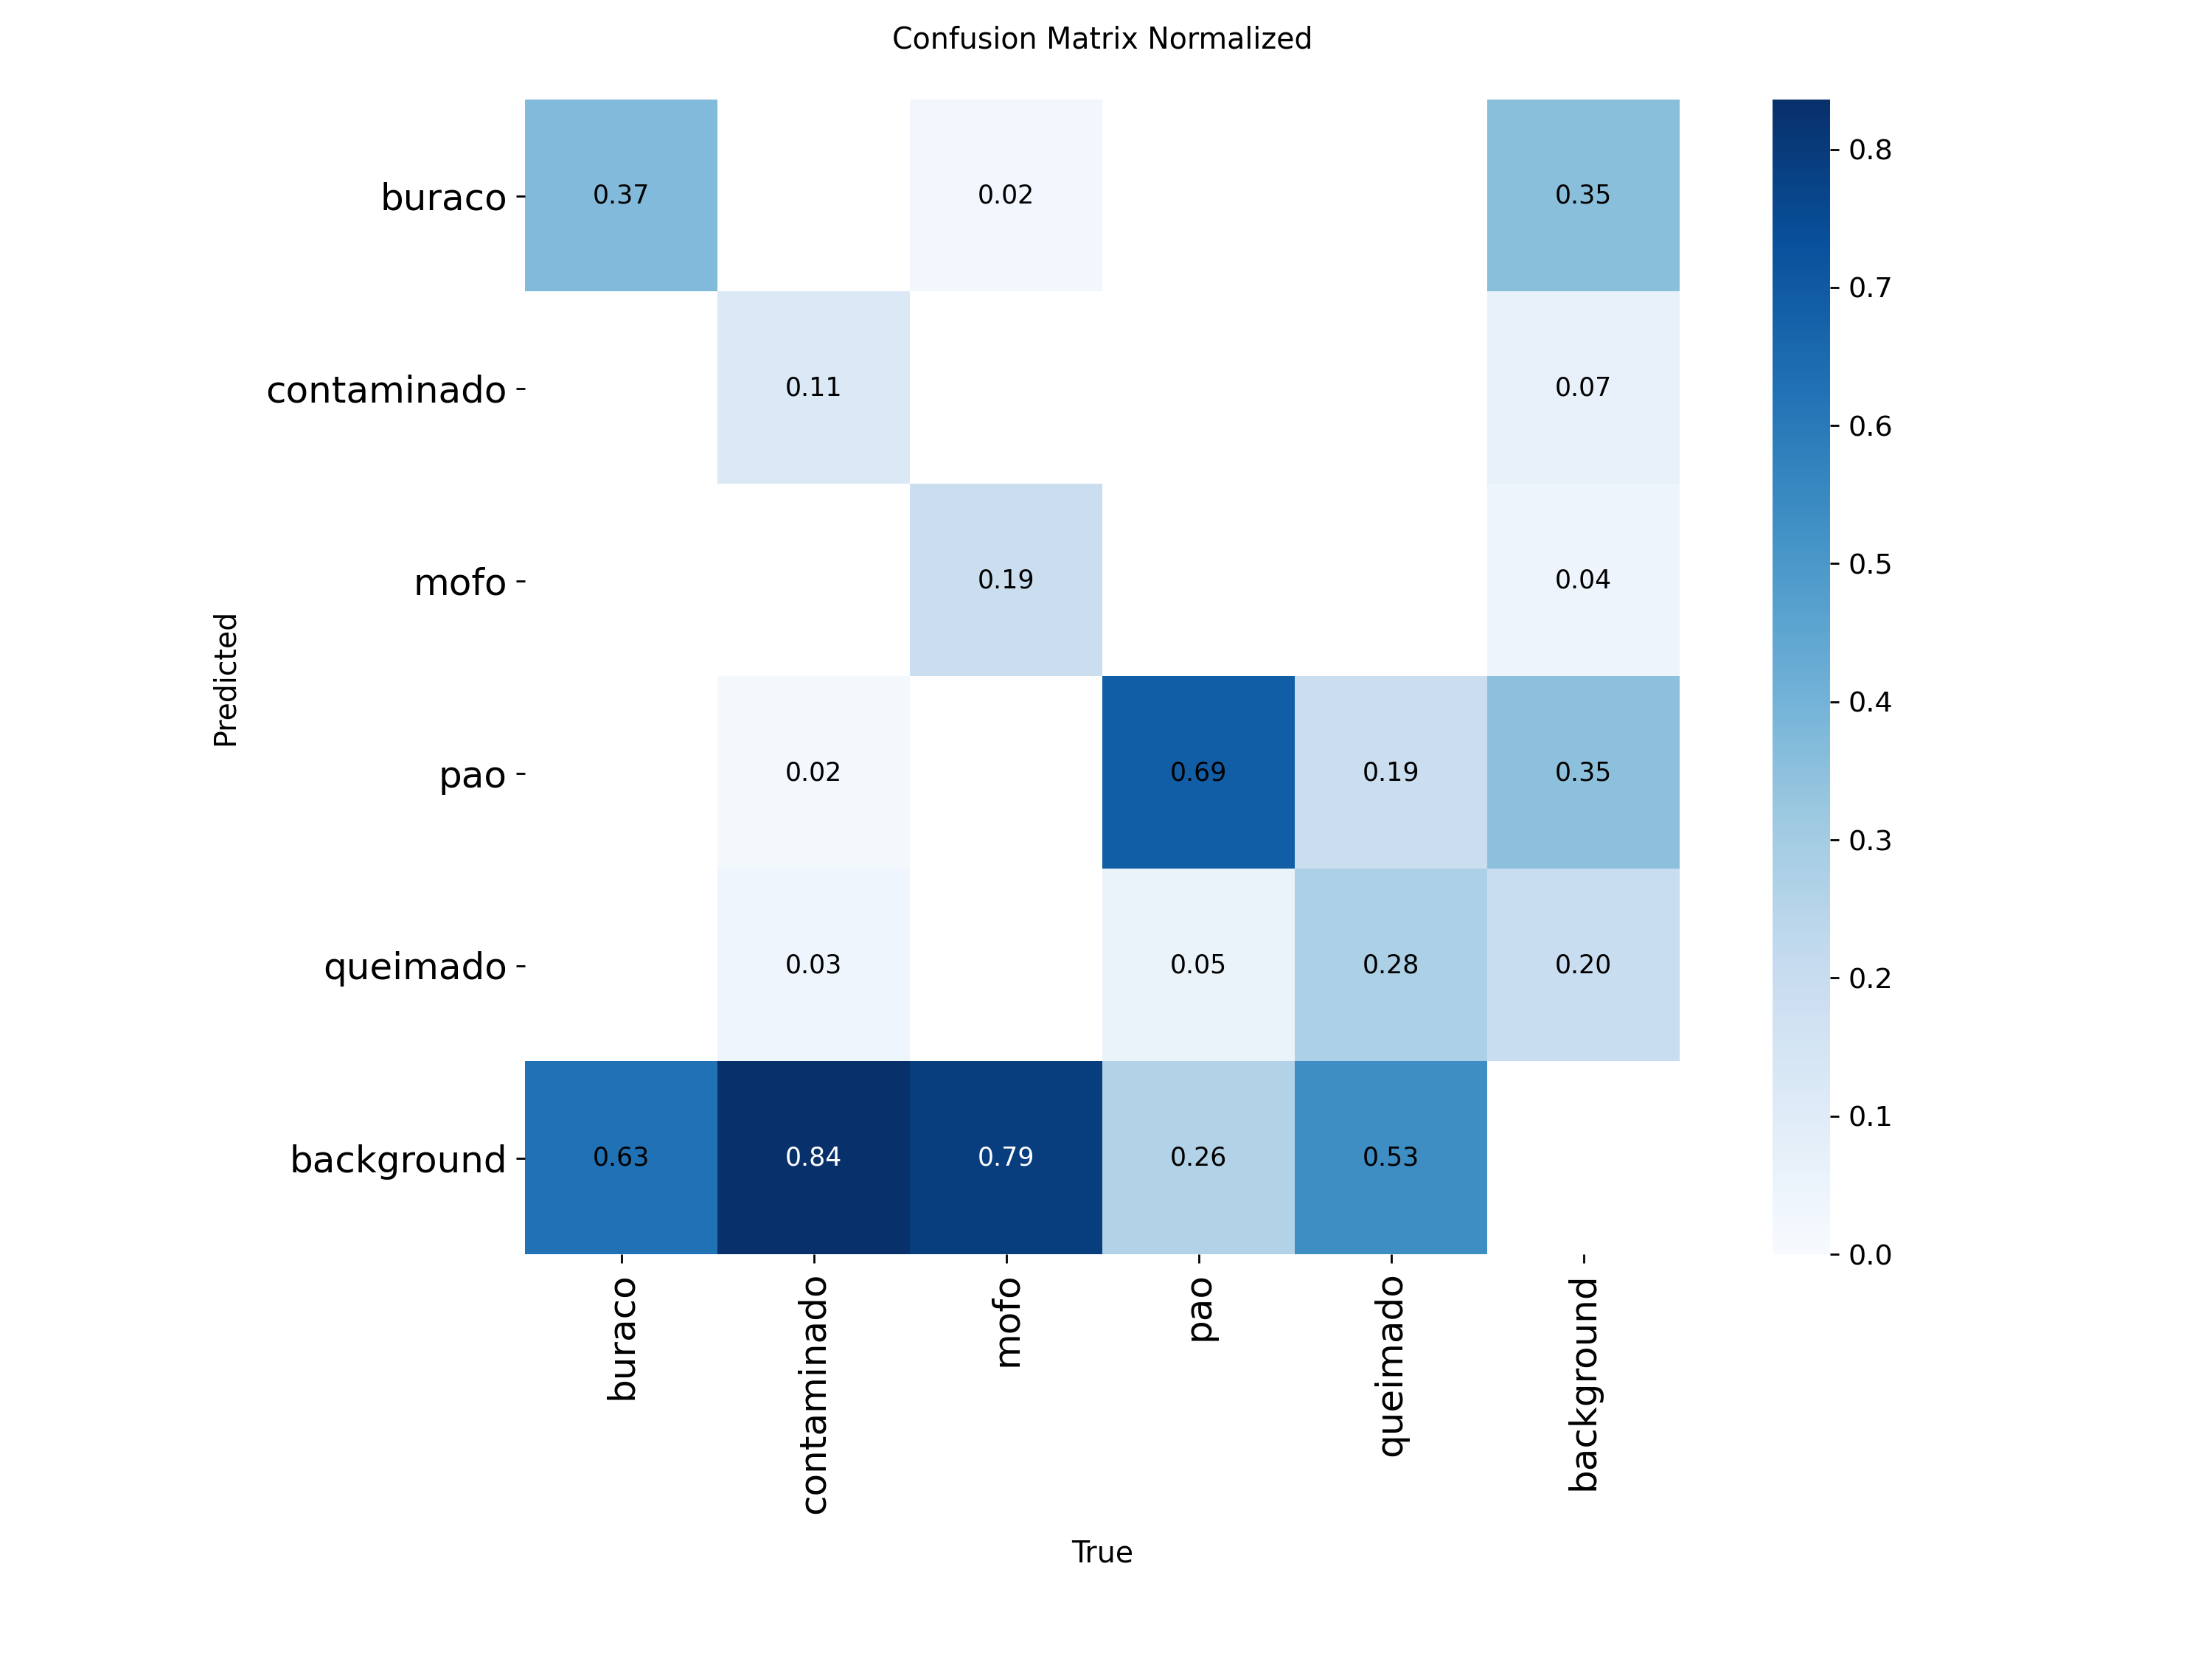 Confusion Matrix Normalized
buraco 0.37 0.02 0.35
contaminado 0.11 0.07
mofo 0.19 0.04
pao 0.02 0.69 0.19 0.35
queimado 0.03 0.05 0.28 0.20
background 0.63 0.84 0.79 0.26 0.53
Predicted
buraco contaminado mofo pao queimado background
True
0.8
0.7
0.6
0.5
0.4
0.3
0.2
0.1
0.0